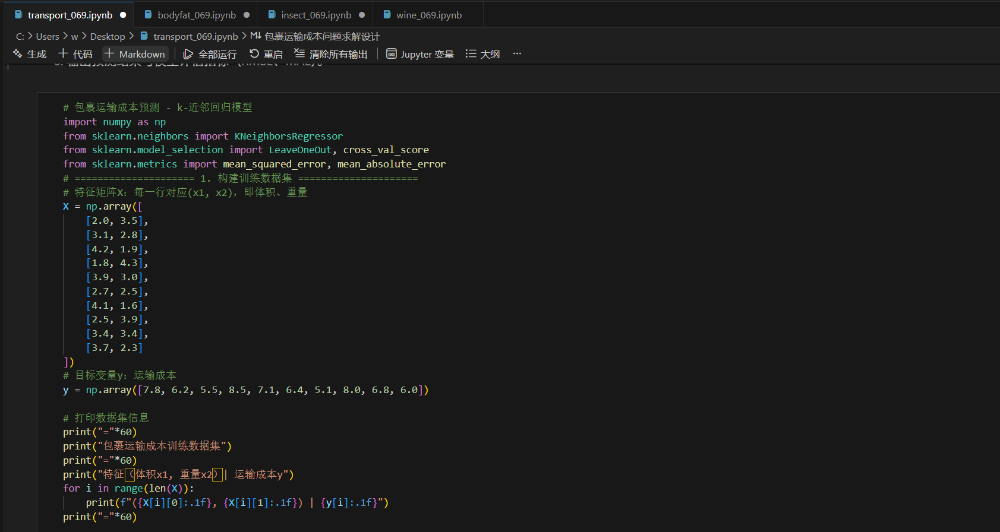 transport_069.ipynb ● bodyfat_069.ipynb ● insect_069.ipynb ● wine_069.ipynb
C: > Users > w > Desktop > transport_069.ipynb > M↓ 包裹运输成本问题求解设计
生成 + 代码 + Markdown 全部运行 重启 清除所有输出 Jupyter 变量 大纲 ···
# 包裹运输成本预测 - k-近邻回归模型
import numpy as np
from sklearn.neighbors import KNeighborsRegressor
from sklearn.model_selection import LeaveOneOut, cross_val_score
from sklearn.metrics import mean_squared_error, mean_absolute_error
# ===================== 1. 构建训练数据集 =====================
# 特征矩阵X：每一行对应(x1, x2)，即体积、重量
X = np.array([
    [2.0, 3.5],
    [3.1, 2.8],
    [4.2, 1.9],
    [1.8, 4.3],
    [3.9, 3.0],
    [2.7, 2.5],
    [4.1, 1.6],
    [2.5, 3.9],
    [3.4, 3.4],
    [3.7, 2.3]
])
# 目标变量y：运输成本
y = np.array([7.8, 6.2, 5.5, 8.5, 7.1, 6.4, 5.1, 8.0, 6.8, 6.0])
# 打印数据集信息
print("="*60)
print("包裹运输成本训练数据集")
print("="*60)
print("特征（体积x1, 重量x2）| 运输成本y")
for i in range(len(X)):
    print(f"({X[i][0]:.1f}, {X[i][1]:.1f}) | {y[i]:.1f}")
print("="*60)